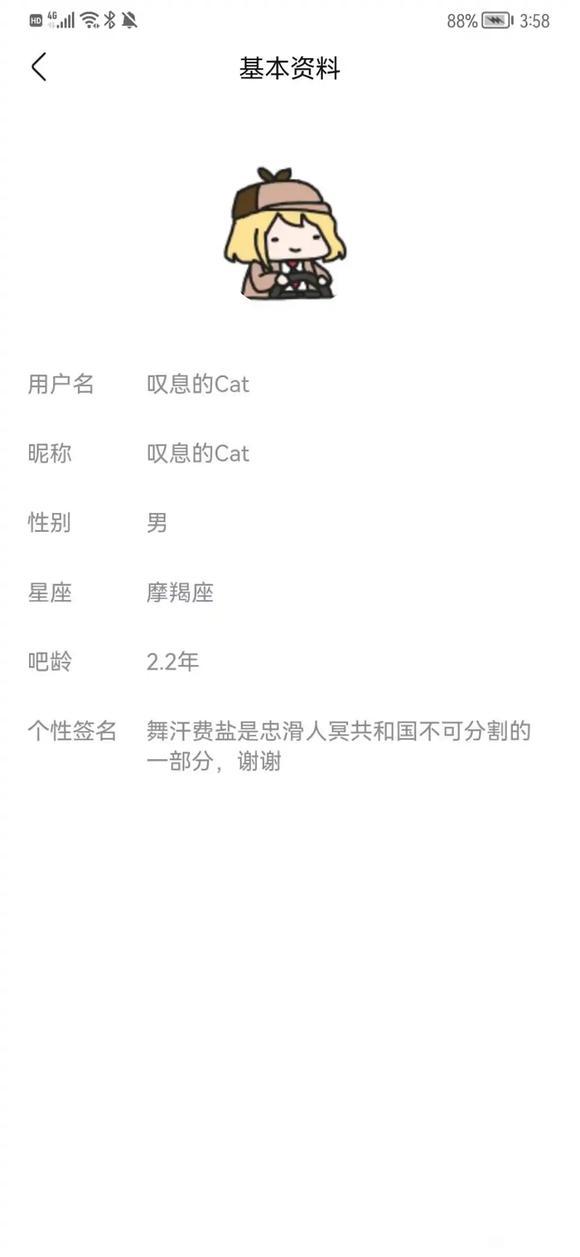 HD 4G 88% 3:58
基本资料
用户名 叹息的Cat
昵称 叹息的Cat
性别 男
星座 摩羯座
吧龄 2.2年
个性签名 舞汗费盐是忠滑人冥共和国不可分割的
一部分，谢谢